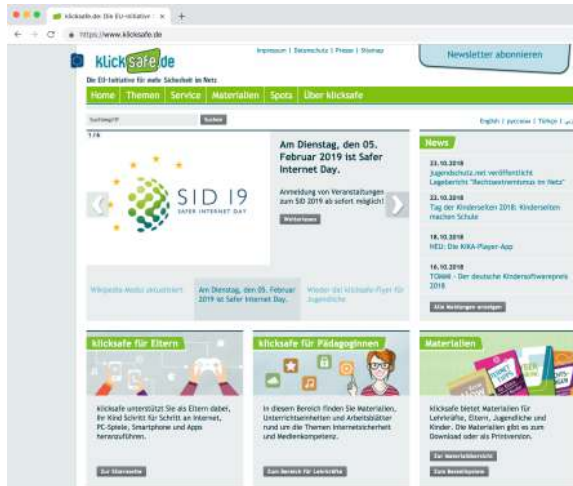 klicksafe.de: Die EU-Initiative
https://www.klicksafe.de
Impressum | Datenschutz | Presse | Sitemap
Newsletter abonnieren
klicksafe.de
Die EU-Initiative für mehr Sicherheit im Netz
Home Themen Service Materialien Spots Über klicksafe
Suchbegriff Suchen
English | русский | Türkçe |
1/4
SID 19
SAFER INTERNET DAY
Am Dienstag, den 05.
Februar 2019 ist Safer
Internet Day.
Anmeldung von Veranstaltungen
zum SID 2019 ab sofort möglich!
Weiterlesen
Wikipedia Modul aktualisiert
Am Dienstag, den 05. Februar
2019 ist Safer Internet Day.
Wieder da! klicksafe-Flyer für
Jugendliche
News
23.10.2018
jugendschutz.net veröffentlicht
Lagebericht "Rechtsextremismus im Netz"
22.10.2018
Tag der Kinderseiten 2018: Kinderseiten
machen Schule
18.10.2018
NEU: Die KiKA-Player-App
16.10.2018
TOMMI - Der deutsche Kindersoftwarepreis
2018
Alle Meldungen anzeigen
klicksafe für Eltern
klicksafe unterstützt Sie als Eltern dabei,
Ihr Kind Schritt für Schritt an Internet,
PC-Spiele, Smartphone und Apps
heranzuführen.
Zur Elternseite
klicksafe für PädagogInnen
In diesem Bereich finden Sie Materialien,
Unterrichtseinheiten und Arbeitsblätter
rund um die Themen Internetsicherheit
und Medienkompetenz.
Zum Bereich für Lehrkräfte
Materialien
klicksafe bietet Materialien für
Lehrkräfte, Eltern, Jugendliche und
Kinder. Die Materialien gibt es zum
Download oder als Printversion.
Zur Materialübersicht
Zum Bestellsystem